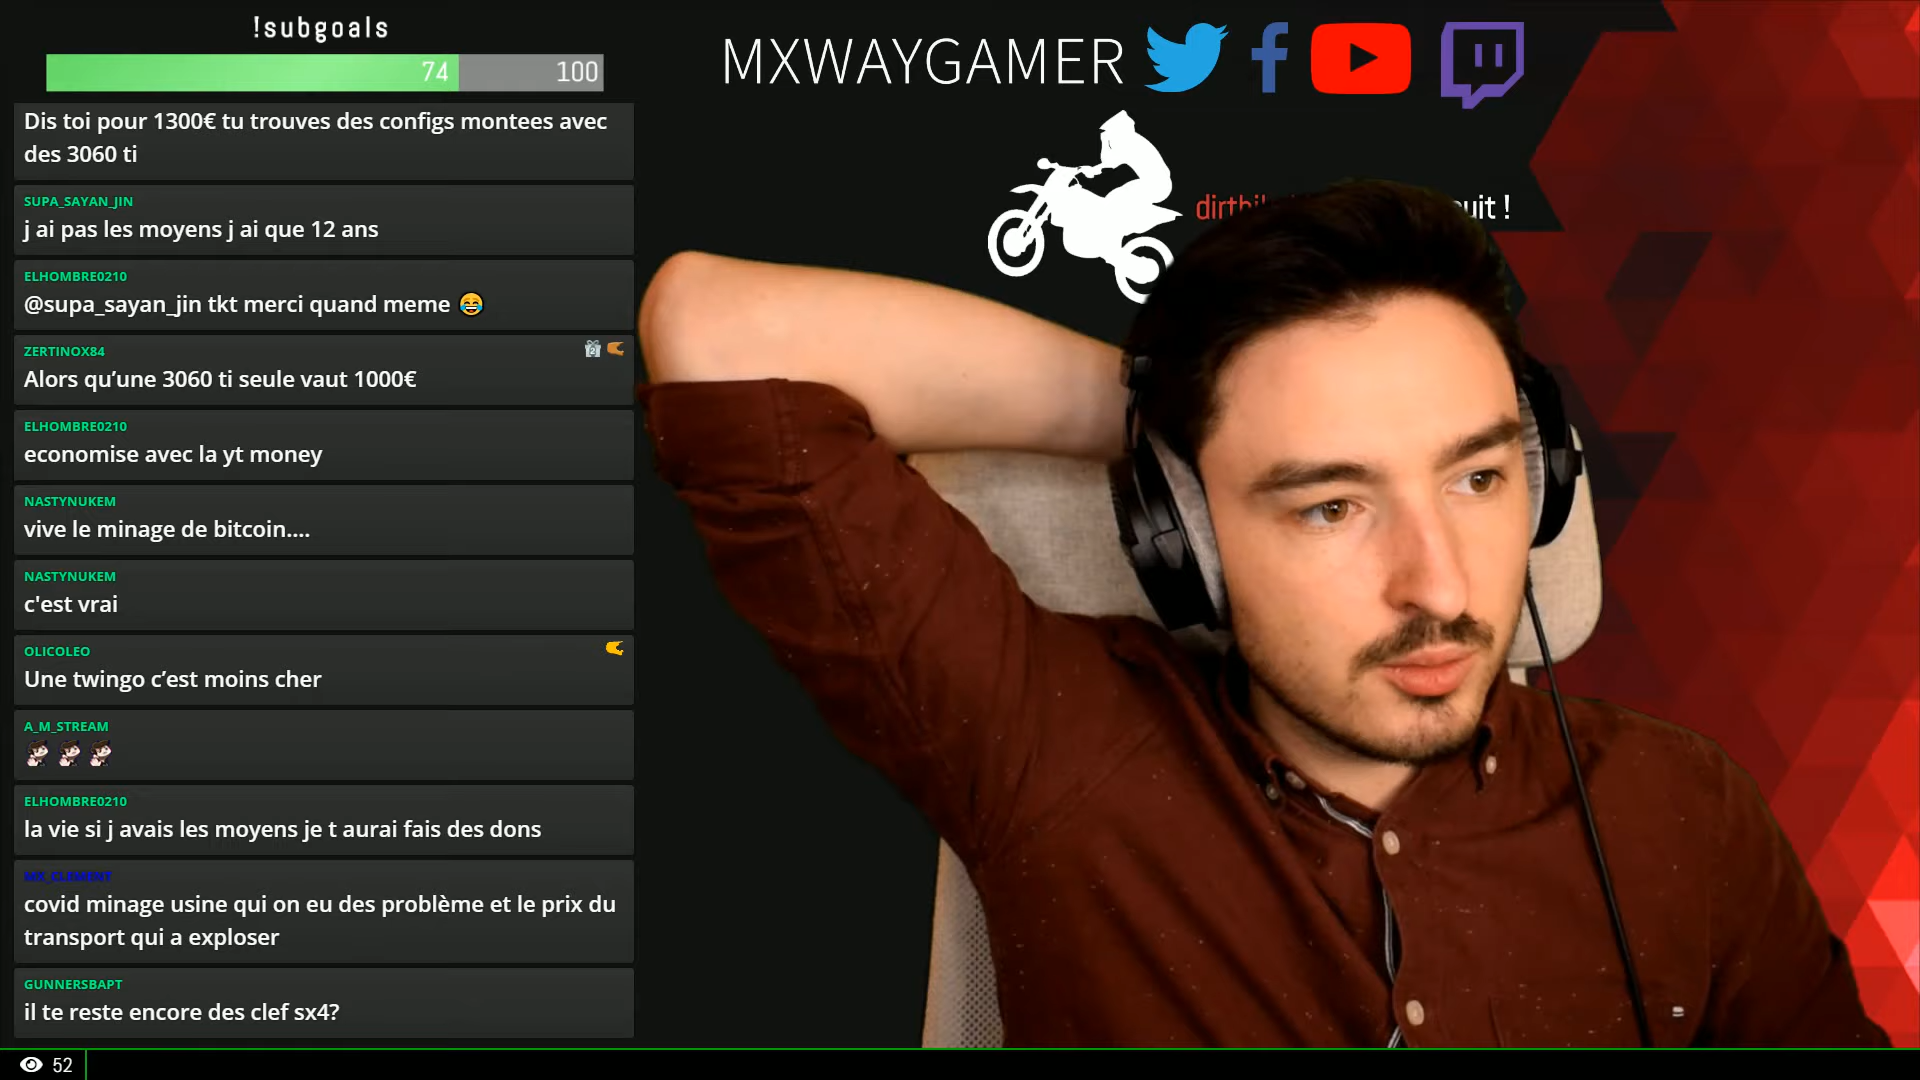 !subgoals
74 100
Dis toi pour 1300€ tu trouves des configs montees avec
des 3060 ti
SUPA_SAYAN_JIN
j ai pas les moyens j ai que 12 ans
ELHOMBRE0210
@supa_sayan_jin tkt merci quand meme 😂
ZERTINOX84
Alors qu’une 3060 ti seule vaut 1000€
ELHOMBRE0210
economise avec la yt money
NASTYNUKEM
vive le minage de bitcoin....
NASTYNUKEM
c'est vrai
OLICOLEO
Une twingo c’est moins cher
A_M_STREAM
ELHOMBRE0210
la vie si j avais les moyens je t aurai fais des dons
MX_CLEMENT
covid minage usine qui on eu des problème et le prix du
transport qui a exploser
GUNNERSBAPT
il te reste encore des clef sx4?
52
MXWAYGAMER